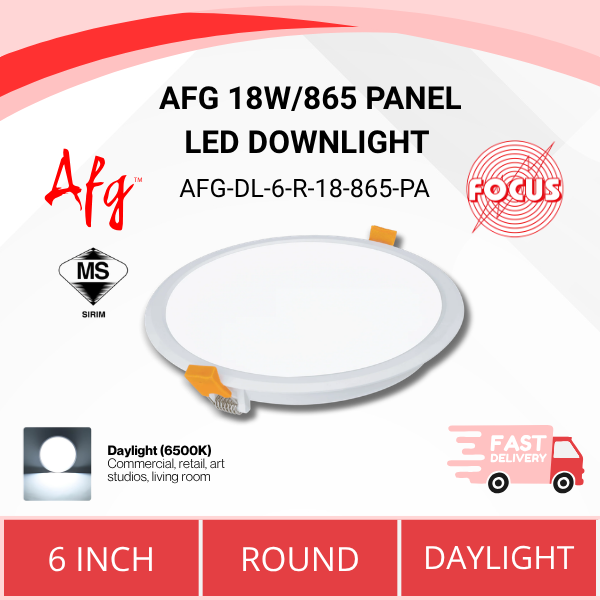 AFG 18W/865 PANEL
LED DOWNLIGHT
AFG-DL-6-R-18-865-PA
Afg™
FOCUS
MS
SIRIM
Daylight (6500K)
Commercial, retail, art
studios, living room
FAST
DELIVERY
6 INCH
ROUND
DAYLIGHT